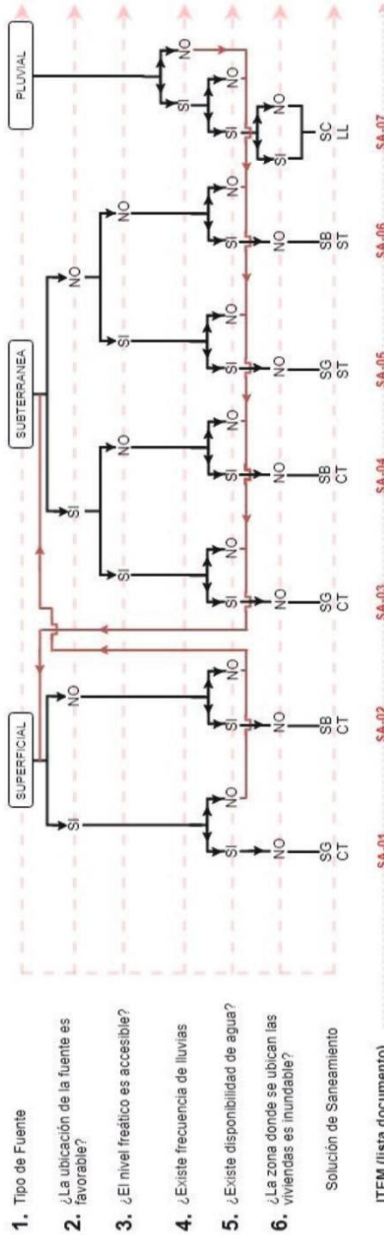 1. Tipo de Fuente
SUPERFICIAL SUBTERRANEA PLUVIAL
2. ¿La ubicación de la fuente es
favorable?
SI NO SI NO
3. ¿El nivel freático es accesible?
SI NO SI NO
4. ¿Existe frecuencia de lluvias
SI NO
5. ¿Existe disponibilidad de agua?
SI NO SI NO SI NO SI NO SI NO SI NO SI NO
6. ¿La zona donde se ubican las
viviendas es inundable?
NO NO NO NO NO NO SI NO
Solución de Saneamiento
SG SB SG SB SG SB SC
CT CT CT CT ST ST LL
ITEM (lista documento)
SA-01 SA-02 SA-03 SA-04 SA-05 SA-06 SA-07